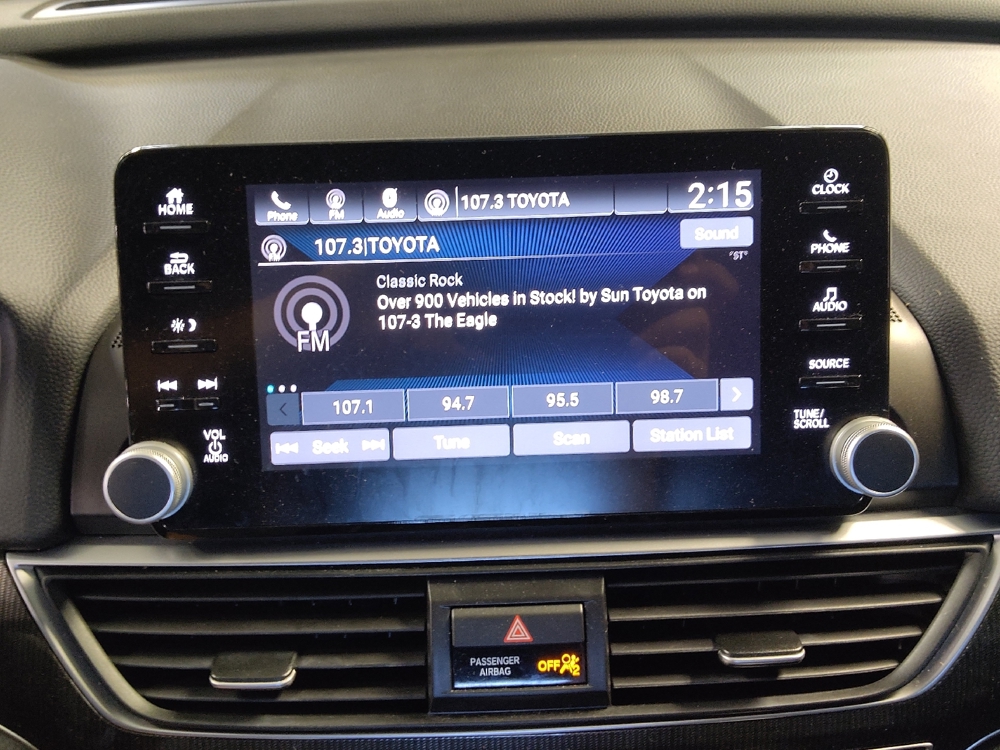 HOME
BACK
VOL
AUDIO
Phone
FM
Audio
107.3 TOYOTA
2:15
FM
107.3|TOYOTA
Sound
"ST"
Classic Rock
Over 900 Vehicles in Stock! by Sun Toyota on
107-3 The Eagle
FM
107.1
94.7
95.5
98.7
Seek
Tune
Scan
Station List
CLOCK
PHONE
AUDIO
SOURCE
TUNE/
SCROLL
PASSENGER
AIRBAG
OFF
2